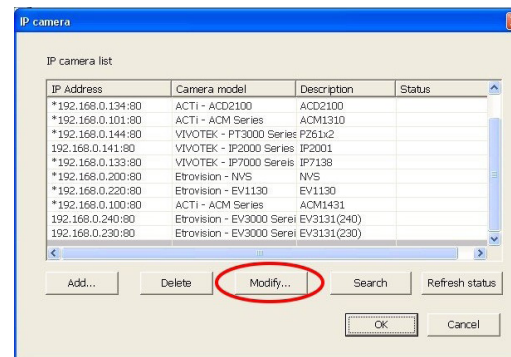 IP camera
IP camera list
IP Address Camera model Description Status
*192.168.0.134:80 ACTi - ACD2100 ACD2100
*192.168.0.101:80 ACTi - ACM Series ACM1310
*192.168.0.144:80 VIVOTEK - PT3000 Series PZ61x2
192.168.0.141:80 VIVOTEK - IP2000 Series IP2001
*192.168.0.133:80 VIVOTEK - IP7000 Sereis IP7138
*192.168.0.200:80 Etrovision - NVS NVS
*192.168.0.220:80 Etrovision - EV1130 EV1130
*192.168.0.100:80 ACTi - ACM Series ACM1431
192.168.0.240:80 Etrovision - EV3000 Serei EV3131(240)
192.168.0.230:80 Etrovision - EV3000 Serei EV3131(230)
Add... Delete Modify... Search Refresh status
OK Cancel